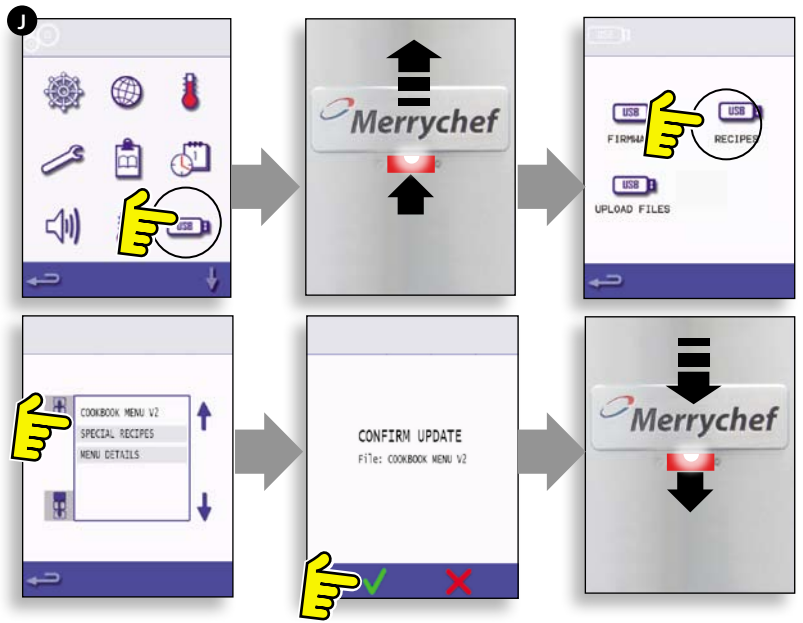 J
USB
Merrychef
USB
USB
USB
FIRMWA
RECIPES
USB
UPLOAD FILES
COOKBOOK MENU V2
SPECIAL RECIPES
MENU DETAILS
CONFIRM UPDATE
File: COOKBOOK MENU V2
Merrychef